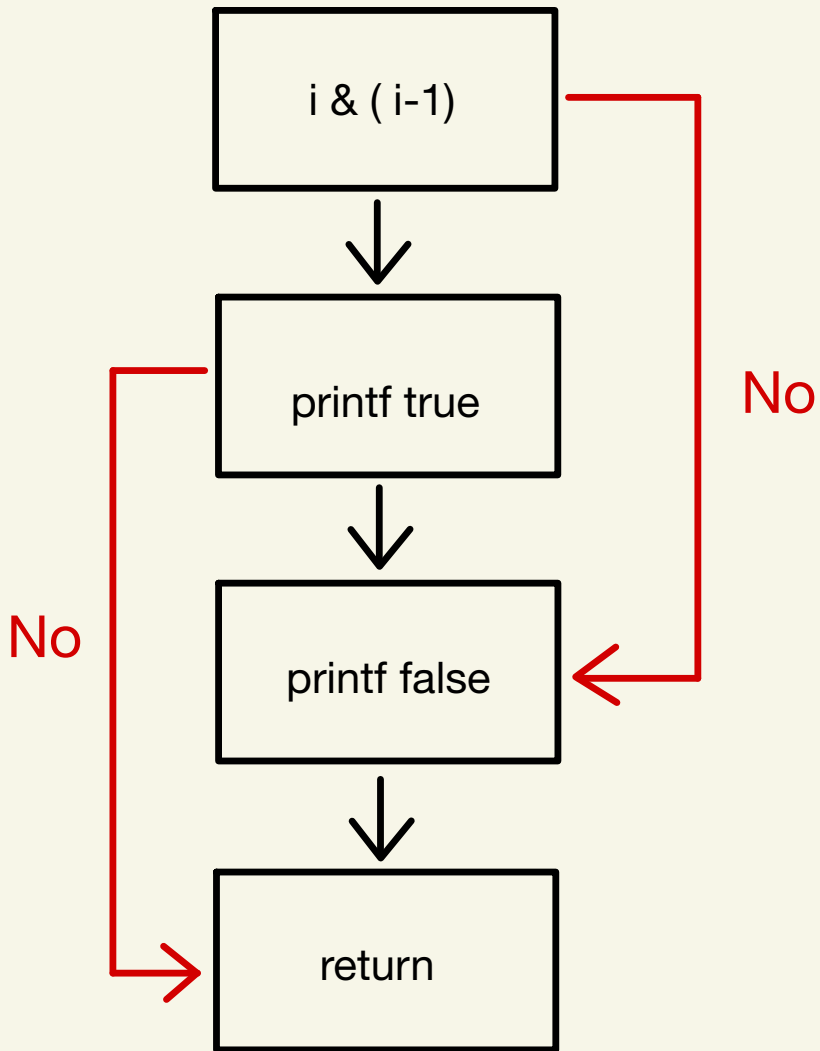 i & ( i-1)
printf true
No
No
printf false
return